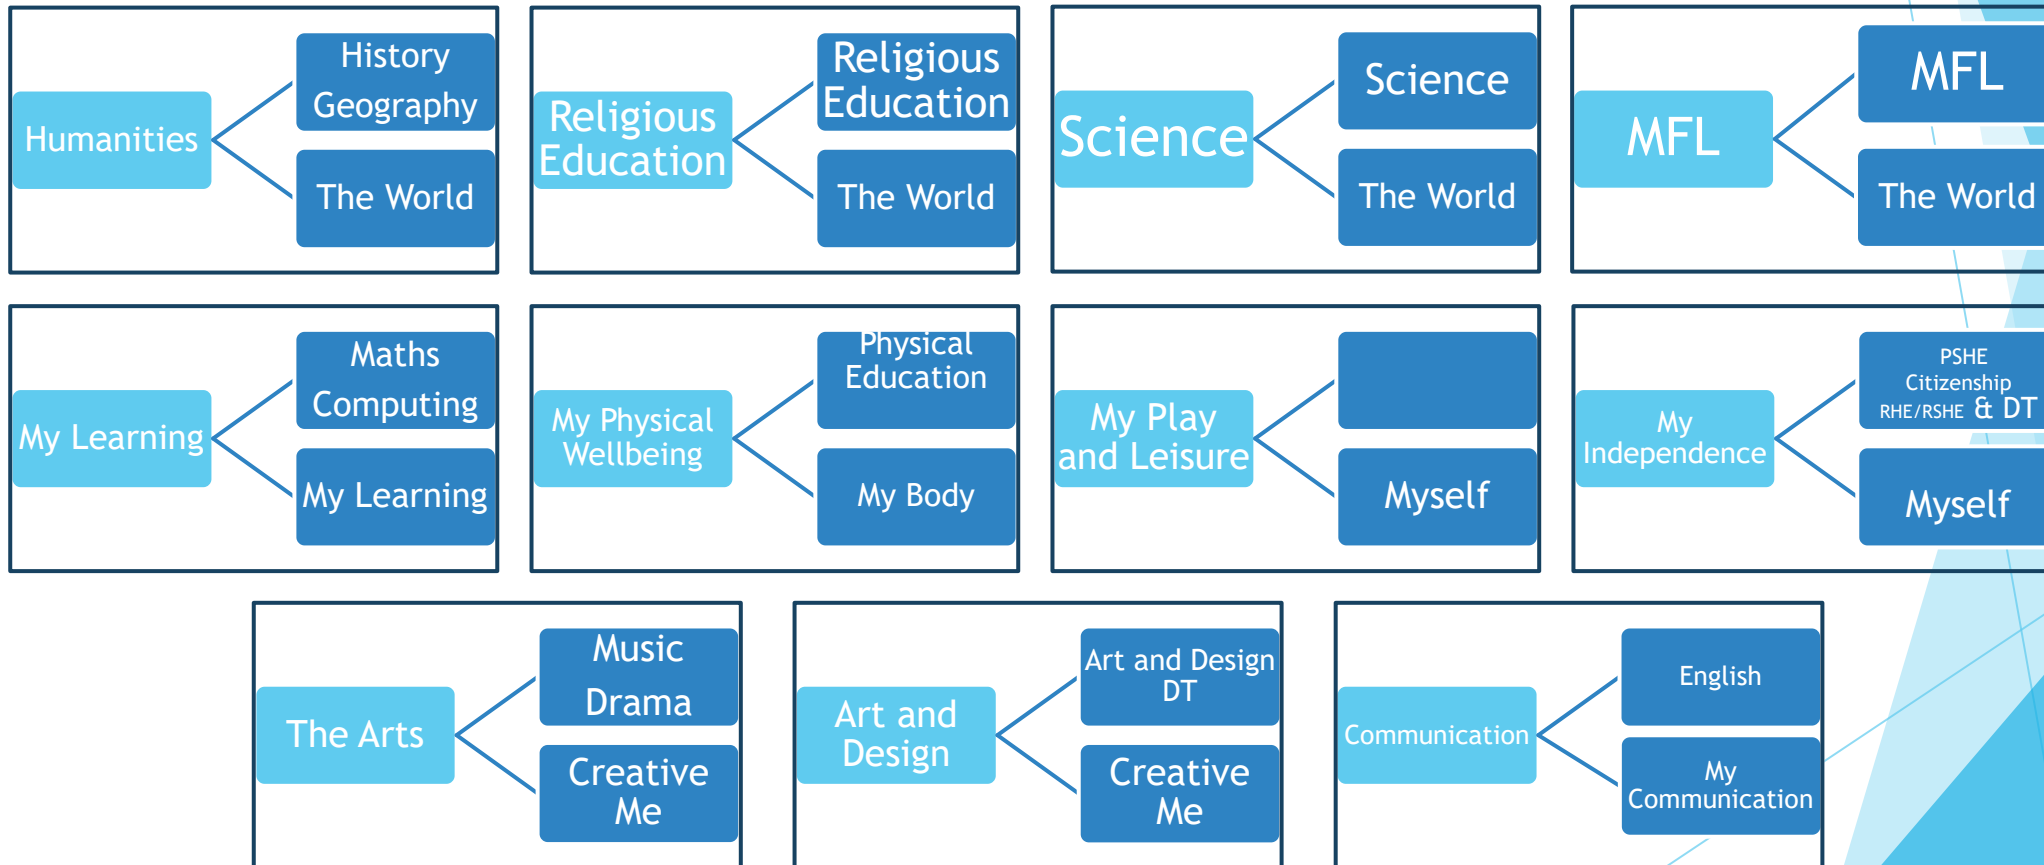 Humanities
History
Geography
The World
Religious
Education
Religious
Education
The World
Science
Science
The World
MFL
MFL
The World
My Learning
Maths
Computing
My Learning
My Physical
Wellbeing
Physical
Education
My Body
My Play
and Leisure
Myself
My
Independence
PSHE
Citizenship
RHE/RSHE & DT
Myself
The Arts
Music
Drama
Creative
Me
Art and
Design
Art and Design
DT
Creative
Me
Communication
English
My
Communication